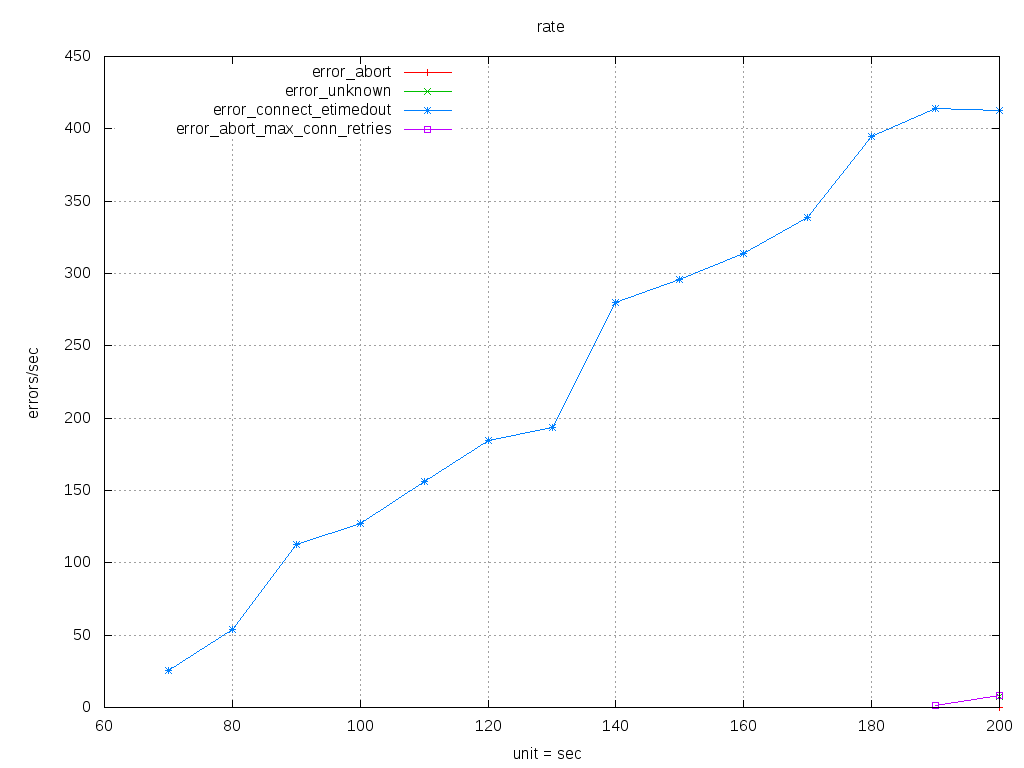 rate
450
400
350
300
250
200
150
100
50
0
errors/sec
error_abort
error_unknown
error_connect_etimedout
error_abort_max_conn_retries
60 80 100 120 140 160 180 200
unit = sec